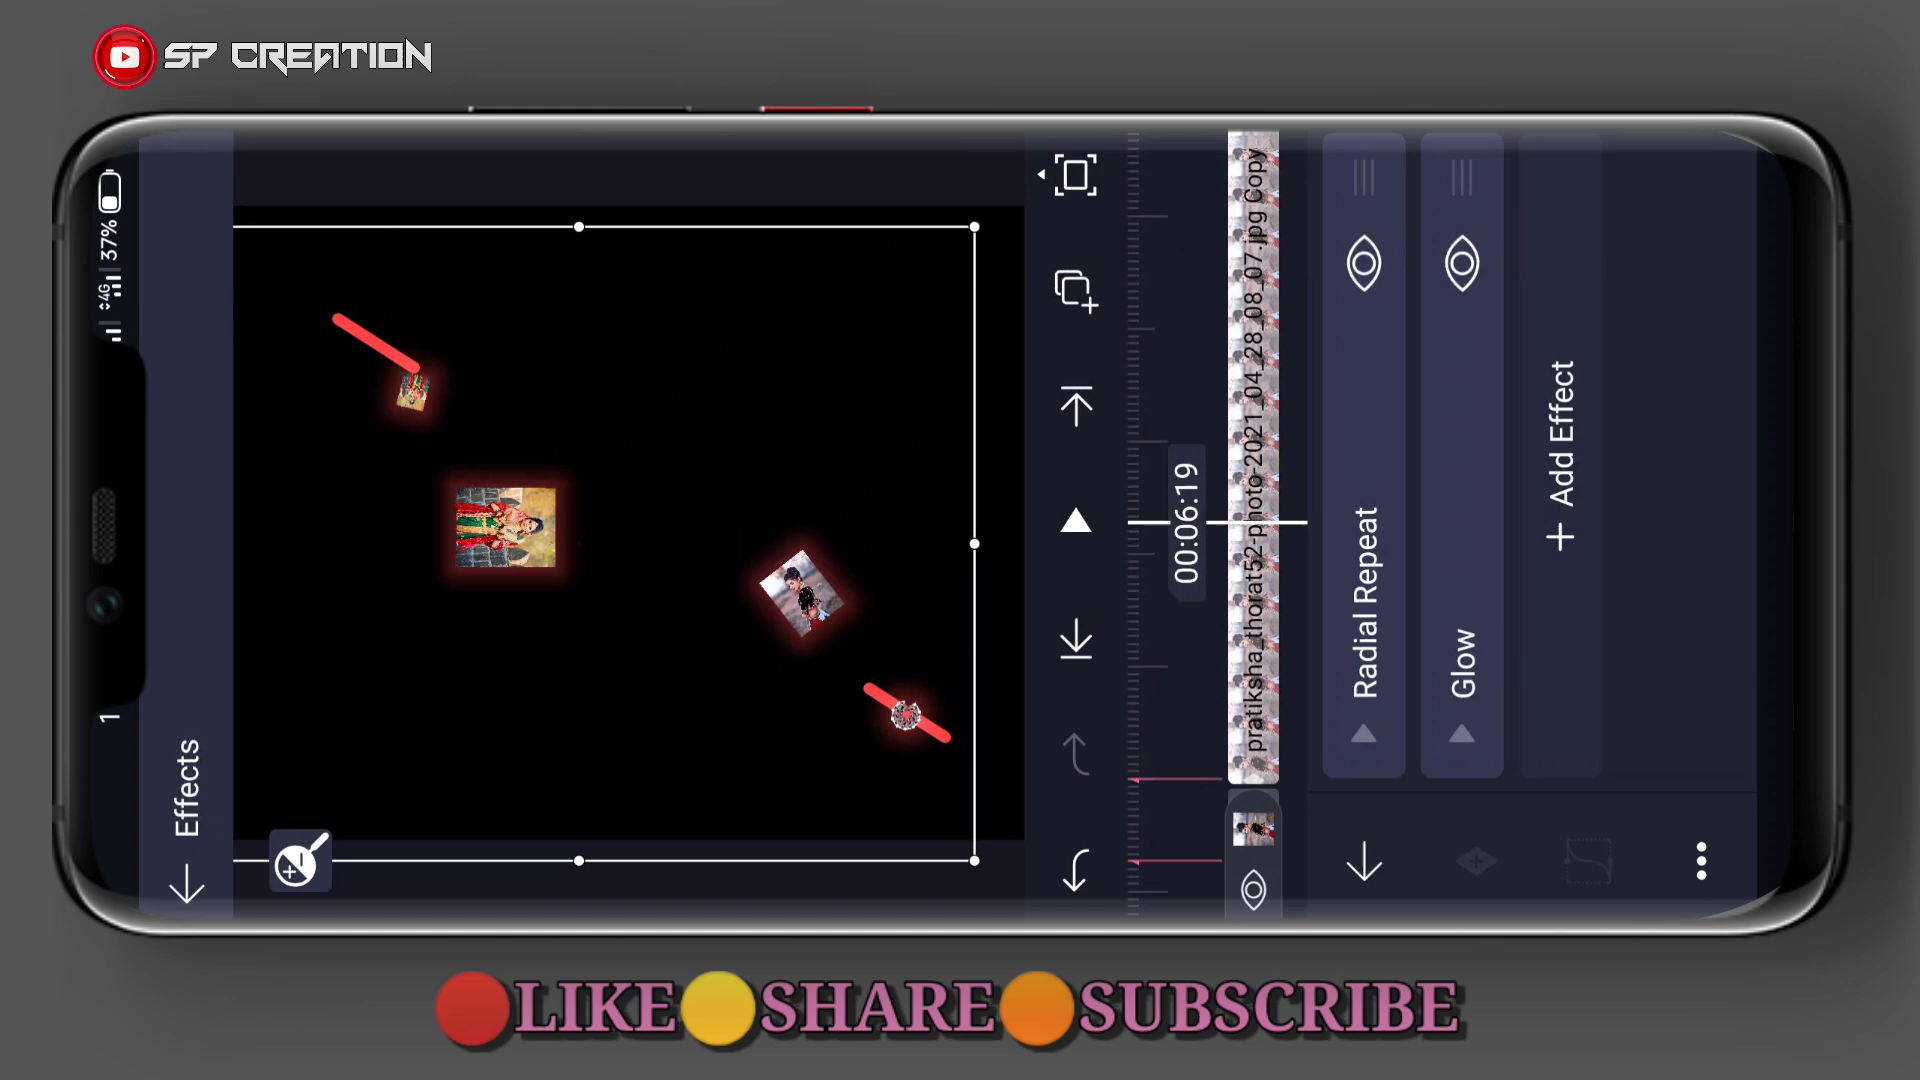 SP CREATION
4G 37%
1
Effects
00:06:19
pratiksha_thorat52-photo-2021_04_28_08_07.jpg Copy
Radial Repeat
Glow
+ Add Effect
LIKE SHARE SUBSCRIBE